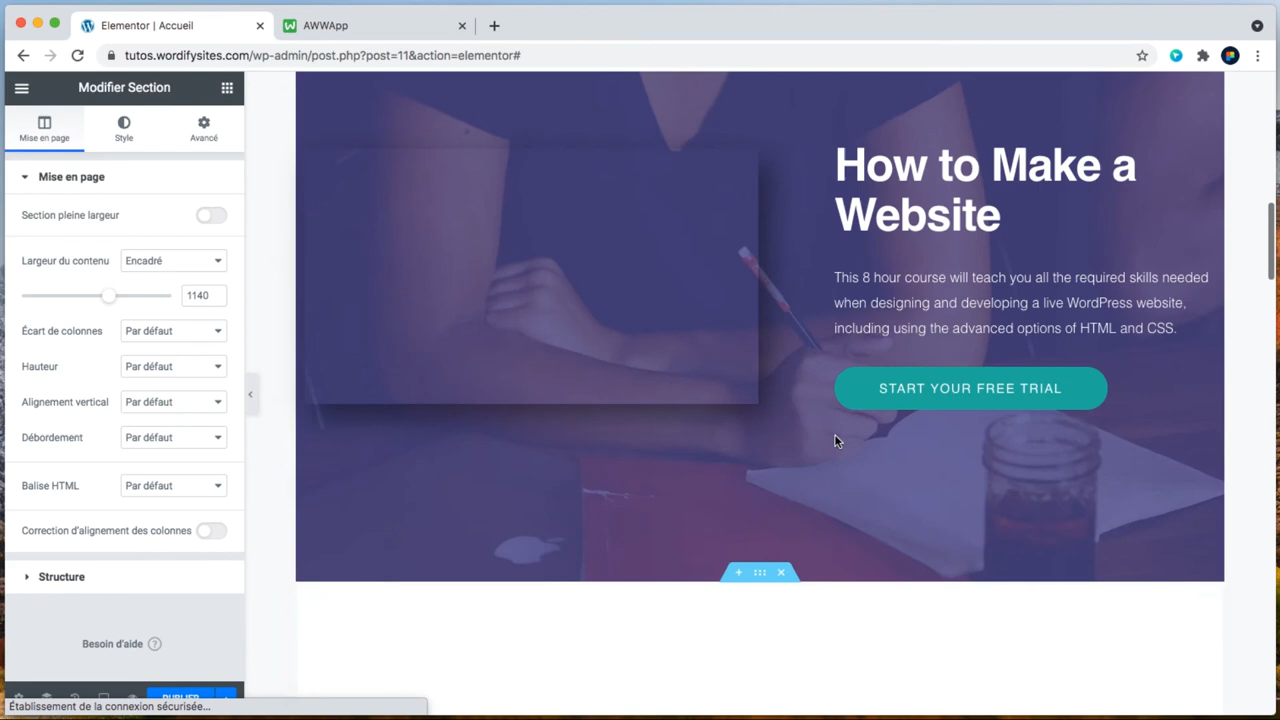 Elementor | Accueil
AWWApp
tutos.wordifysites.com/wp-admin/post.php?post=11&action=elementor#
Modifier Section
Mise en page
Style
Avancé
Mise en page
Section pleine largeur
Largeur du contenu
Encadré
1140
Écart de colonnes
Par défaut
Hauteur
Par défaut
Alignement vertical
Par défaut
Débordement
Par défaut
Balise HTML
Par défaut
Correction d'alignement des colonnes
Structure
Besoin d'aide
PUBLIER
Établissement de la connexion sécurisée...
How to Make a
Website
This 8 hour course will teach you all the required skills needed
when designing and developing a live WordPress website,
including using the advanced options of HTML and CSS.
START YOUR FREE TRIAL